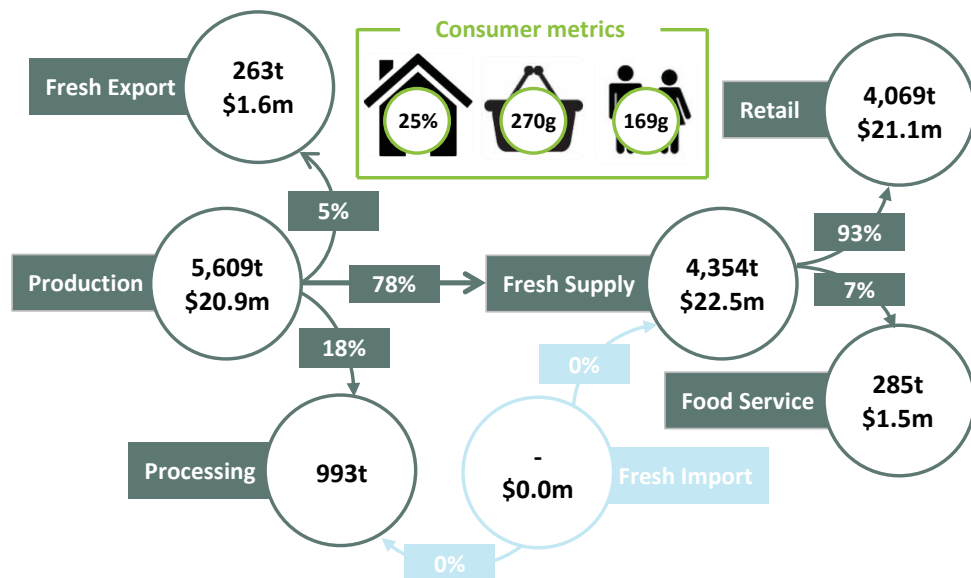 Consumer metrics
25%
270g
169g
Fresh Export
263t
$1.6m
Retail
4,069t
$21.1m
5%
93%
Production
5,609t
$20.9m
78%
Fresh Supply
4,354t
$22.5m
7%
18%
0%
Food Service
285t
$1.5m
Processing
993t
-
$0.0m
Fresh Import
0%